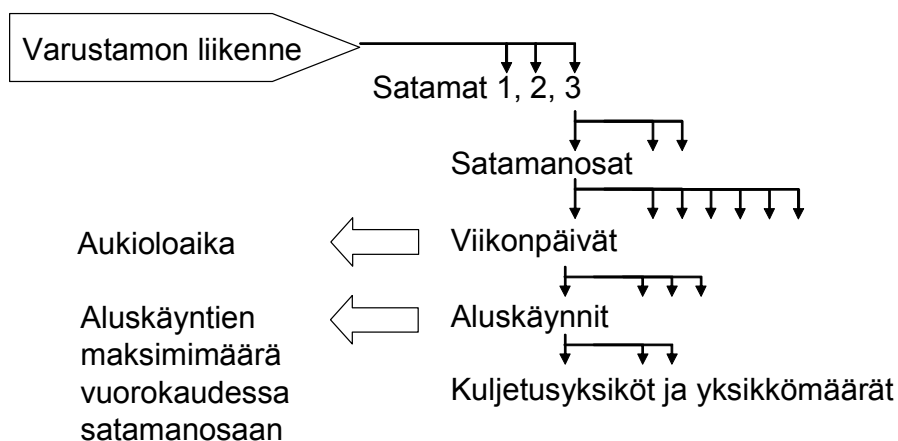 Varustamon liikenne
Satamat 1, 2, 3
Satamanosat
Aukioloaika
Viikonpäivät
Aluskäyntien
maksimimäärä
vuorokaudessa
satamanosaan
Aluskäynnit
Kuljetusyksiköt ja yksikkömäärät